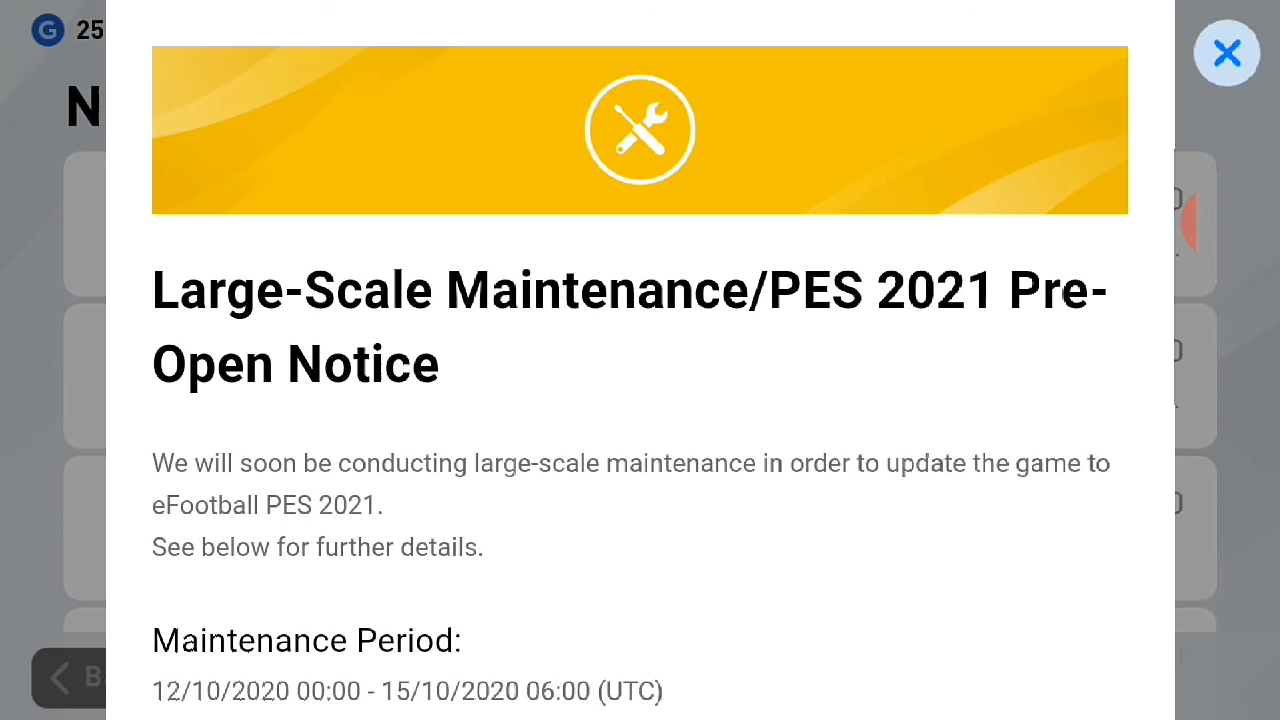 G 25
N
Large-Scale Maintenance/PES 2021 Pre-
Open Notice
We will soon be conducting large-scale maintenance in order to update the game to
eFootball PES 2021.
See below for further details.
Maintenance Period:
12/10/2020 00:00 - 15/10/2020 06:00 (UTC)
B